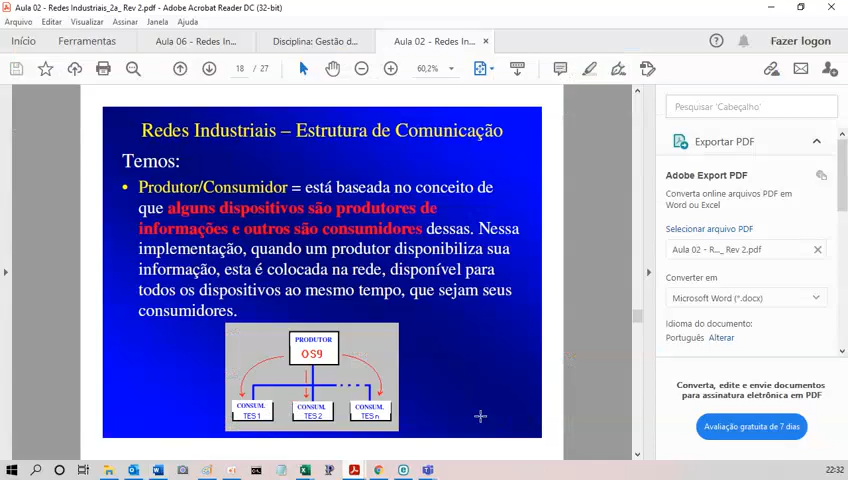 Aula 02 - Redes Industriais_2a_ Rev 2.pdf - Adobe Acrobat Reader DC (32-bit)
Arquivo Editar Visualizar Assinar Janela Ajuda
Início Ferramentas Aula 06 - Redes In... Disciplina: Gestão d... Aula 02 - Redes In... × Fazer logon
18 / 27 60,2%
Redes Industriais – Estrutura de Comunicação
Temos:
• Produtor/Consumidor = está baseada no conceito de
que alguns dispositivos são produtores de
informações e outros são consumidores dessas. Nessa
implementação, quando um produtor disponibiliza sua
informação, esta é colocada na rede, disponível para
todos os dispositivos ao mesmo tempo, que sejam seus
consumidores.
PRODUTOR
OS9
CONSUM. CONSUM. CONSUM.
TES 1 TES 2 TES n
Pesquisar 'Cabeçalho'
Exportar PDF
Adobe Export PDF
Converta online arquivos PDF em
Word ou Excel
Selecionar arquivo PDF
Aula 02 - R..._ Rev 2.pdf
Converter em
Microsoft Word (*.docx)
Idioma do documento:
Português Alterar
Converta, edite e envie documentos
para assinatura eletrônica em PDF
Avaliação gratuita de 7 dias
22:32